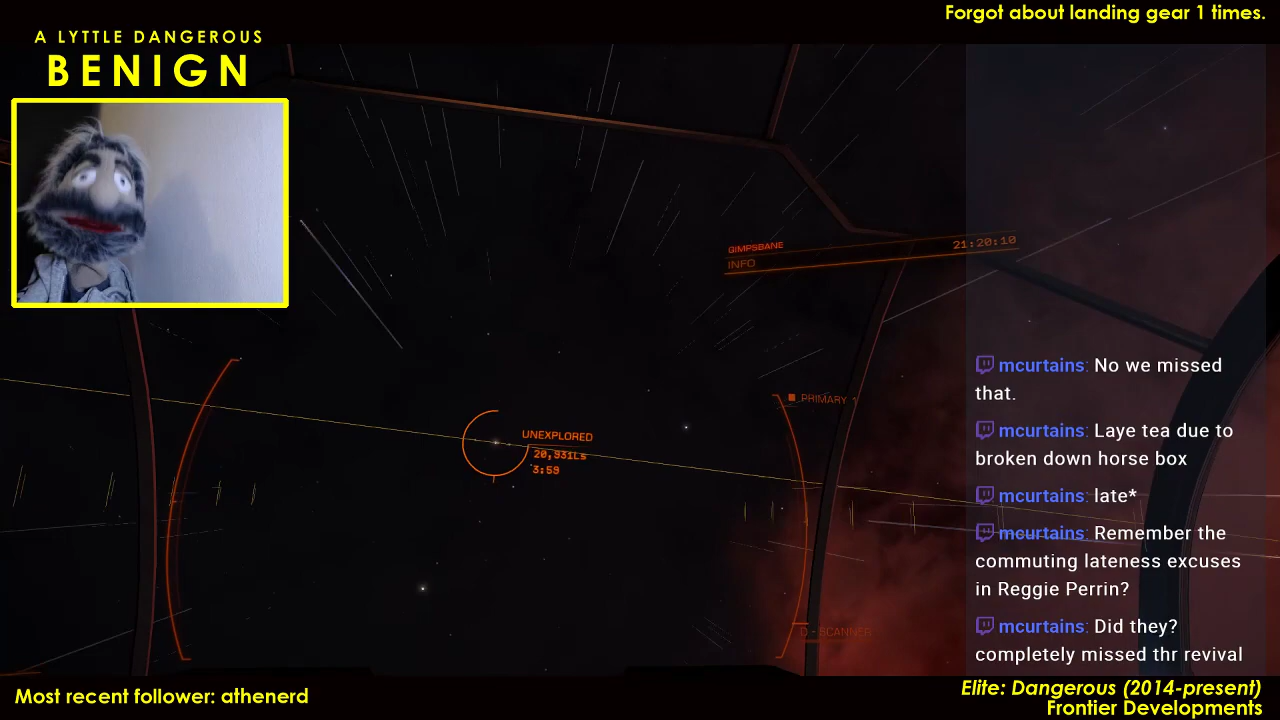 Forgot about landing gear 1 times.
A LYTTLE DANGEROUS
BENIGN
GIMPSBANE
21:20:10
INFO
UNEXPLORED
20,931Ls
3:59
PRIMARY 1
D-SCANNER
mcurtains: No we missed
that.
mcurtains: Laye tea due to
broken down horse box
mcurtains: late*
mcurtains: Remember the
commuting lateness excuses
in Reggie Perrin?
mcurtains: Did they?
completely missed thr revival
Most recent follower: athenerd
Elite: Dangerous (2014-present)
Frontier Developments